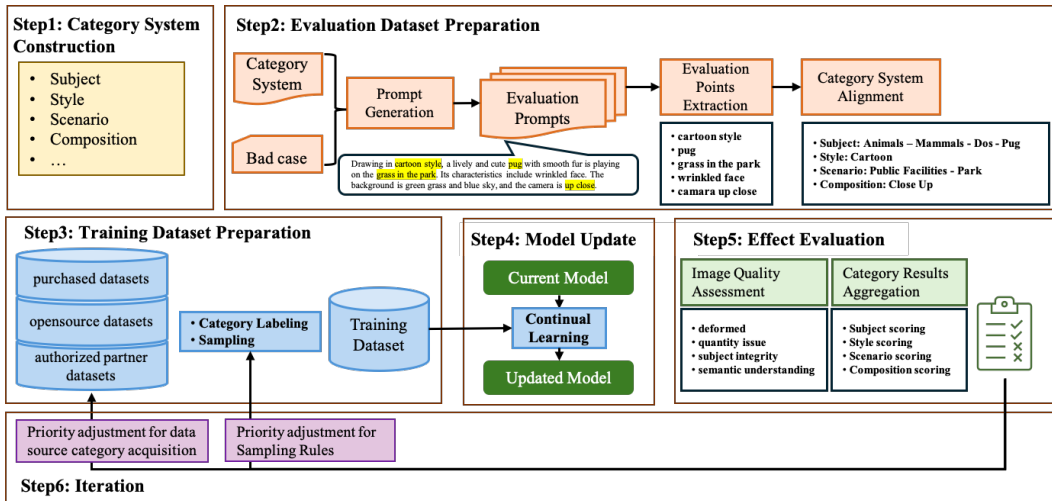 Step1: Category System
Construction
• Subject
• Style
• Scenario
• Composition
• …
Step2: Evaluation Dataset Preparation
Category
System
Bad case
Prompt
Generation
Evaluation
Prompts
Evaluation
Points
Extraction
Category System
Alignment
Drawing in cartoon style, a lively and cute pug with smooth fur is playing
on the grass in the park. Its characteristics include wrinkled face. The
background is green grass and blue sky, and the camera is up close.
• cartoon style
• pug
• grass in the park
• wrinkled face
• camara up close
• Subject: Animals – Mammals - Dos - Pug
• Style: Cartoon
• Scenario: Public Facilities - Park
• Composition: Close Up
Step3: Training Dataset Preparation
purchased datasets
opensource datasets
authorized partner
datasets
• Category Labeling
• Sampling
Training
Dataset
Step4: Model Update
Current Model
Continual
Learning
Updated Model
Step5: Effect Evaluation
Image Quality
Assessment
• deformed
• quantity issue
• subject integrity
• semantic understanding
Category Results
Aggregation
• Subject scoring
• Style scoring
• Scenario scoring
• Composition scoring
Priority adjustment for data
source category acquisition
Priority adjustment for
Sampling Rules
Step6: Iteration